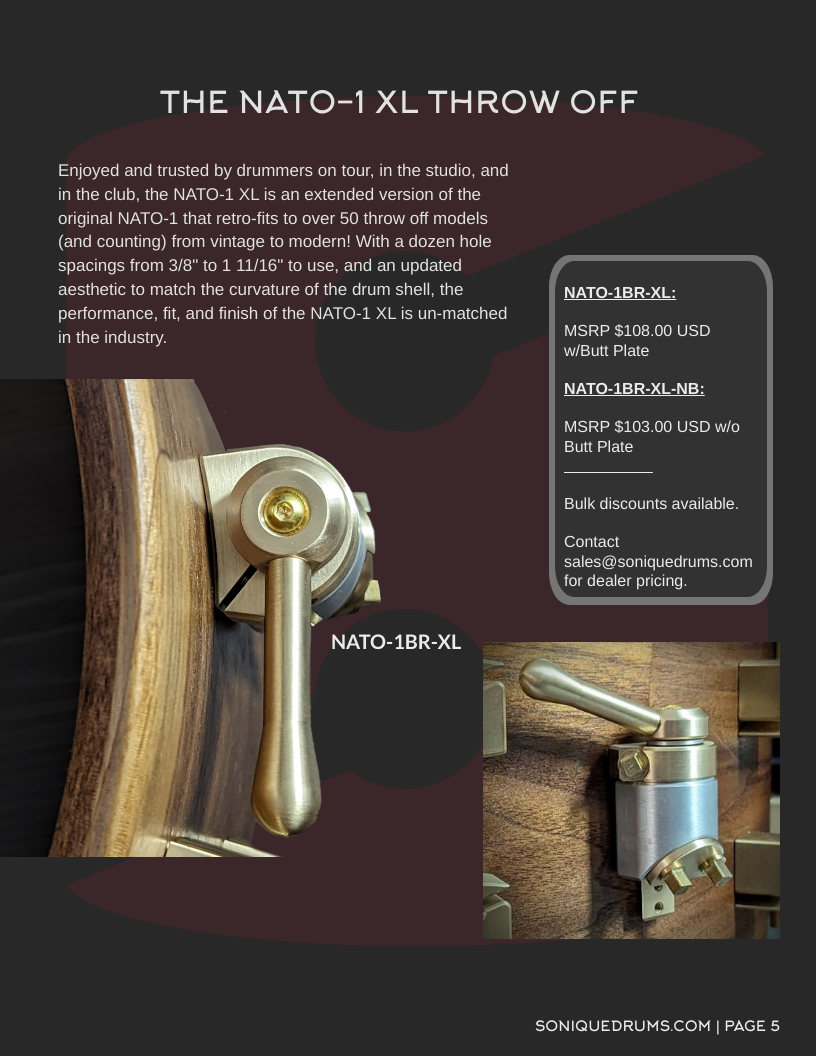 THE NATO-1 XL THROW OFF
Enjoyed and trusted by drummers on tour, in the studio, and
in the club, the NATO-1 XL is an extended version of the
original NATO-1 that retro-fits to over 50 throw off models
(and counting) from vintage to modern! With a dozen hole
spacings from 3/8" to 1 11/16" to use, and an updated
aesthetic to match the curvature of the drum shell, the
performance, fit, and finish of the NATO-1 XL is un-matched
in the industry.
NATO-1BR-XL:
MSRP $108.00 USD
w/Butt Plate
NATO-1BR-XL-NB:
MSRP $103.00 USD w/o
Butt Plate
Bulk discounts available.
Contact
sales@soniquedrums.com
for dealer pricing.
NATO-1BR-XL
SONIQUEDRUMS.COM | PAGE 5